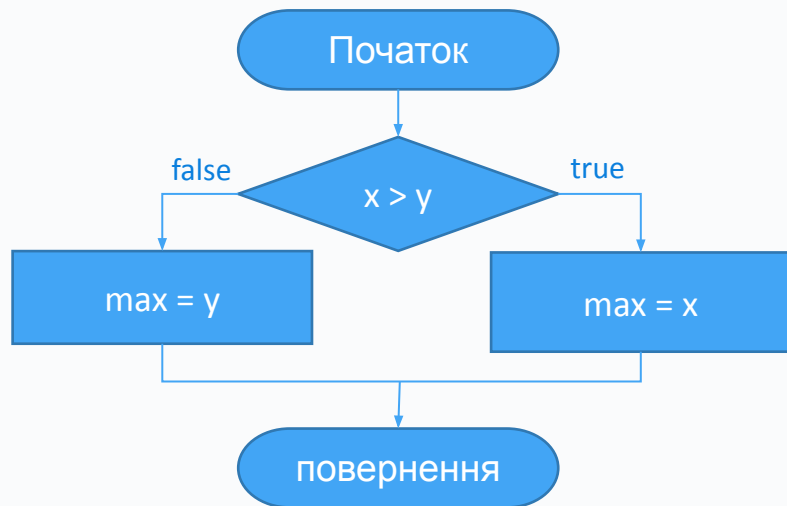 Початок
false
true
x > y
max = y
max = x
повернення